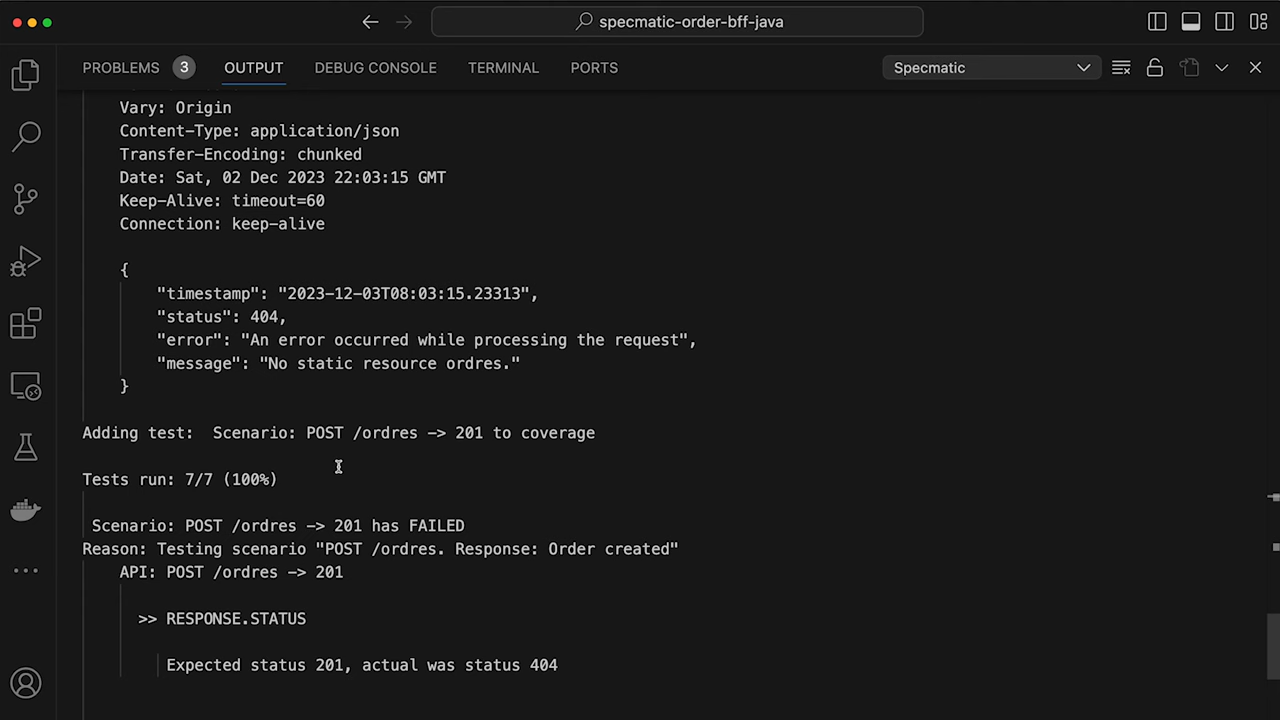 specmatic-order-bff-java
PROBLEMS 3 OUTPUT DEBUG CONSOLE TERMINAL PORTS Specmatic
Vary: Origin
Content-Type: application/json
Transfer-Encoding: chunked
Date: Sat, 02 Dec 2023 22:03:15 GMT
Keep-Alive: timeout=60
Connection: keep-alive
{
"timestamp": "2023-12-03T08:03:15.23313",
"status": 404,
"error": "An error occurred while processing the request",
"message": "No static resource ordres."
}
Adding test:  Scenario: POST /ordres -> 201 to coverage
Tests run: 7/7 (100%)
Scenario: POST /ordres -> 201 has FAILED
Reason: Testing scenario "POST /ordres. Response: Order created"
API: POST /ordres -> 201
>> RESPONSE.STATUS
Expected status 201, actual was status 404